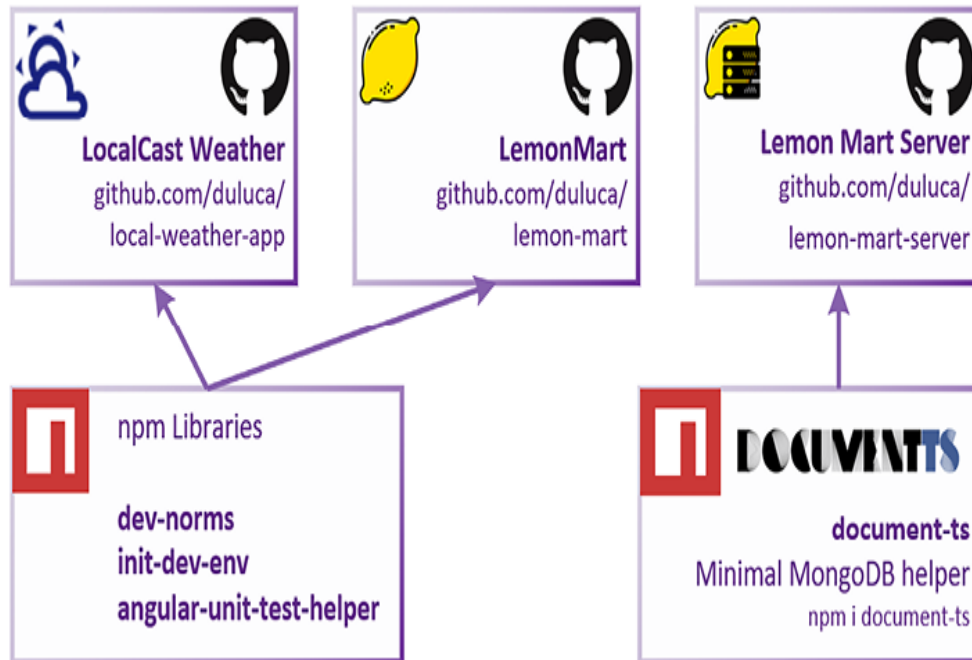 LocalCast Weather
github.com/duluca/
local-weather-app
LemonMart
github.com/duluca/
lemon-mart
Lemon Mart Server
github.com/duluca/
lemon-mart-server
npm Libraries
dev-norms
init-dev-env
angular-unit-test-helper
DOCUMENTTS
document-ts
Minimal MongoDB helper
npm i document-ts